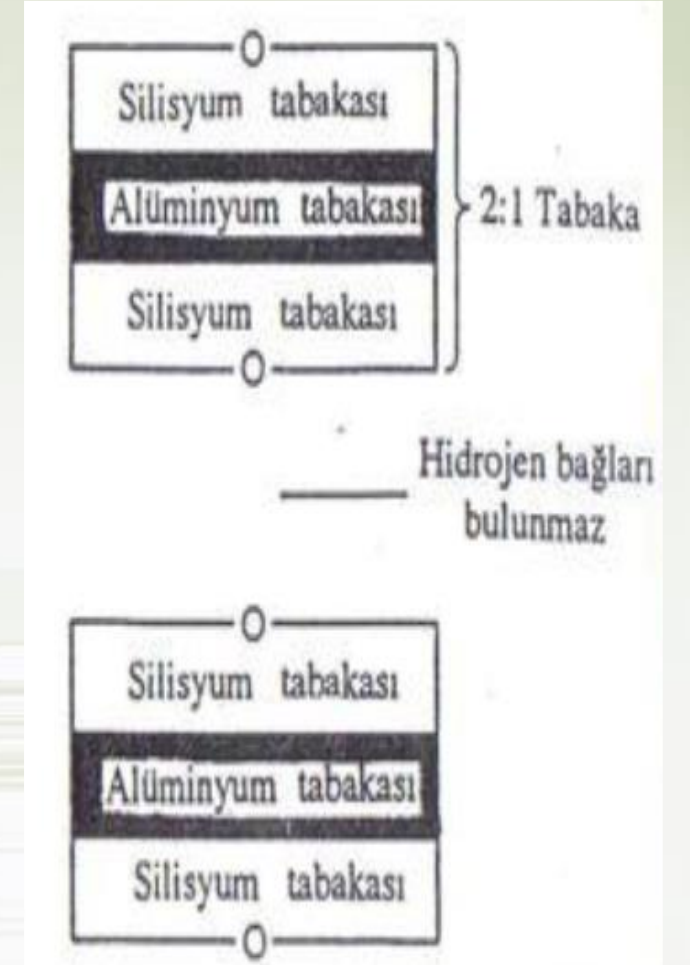 Silisyum tabakası
Alüminyum tabakası
2:1 Tabaka
Silisyum tabakası
Hidrojen bağları
bulunmaz
Silisyum tabakası
Alüminyum tabakası
Silisyum tabakası